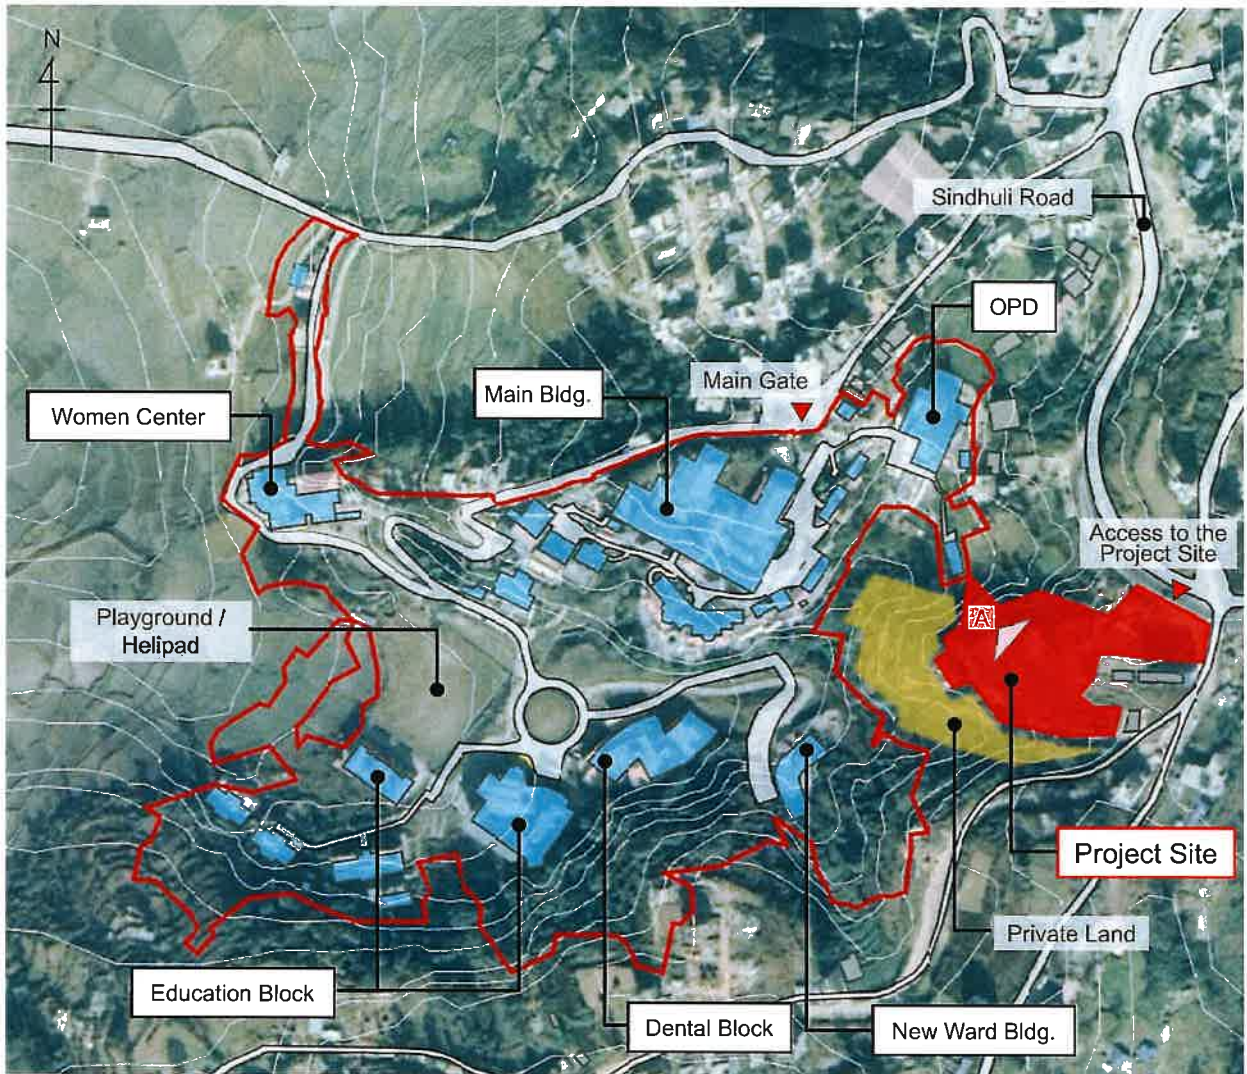 N
Sindhuli Road
OPD
Main Gate
Main Bldg.
Women Center
Access to the
Project Site
A
Playground /
Helipad
Project Site
Private Land
Education Block
Dental Block
New Ward Bldg.